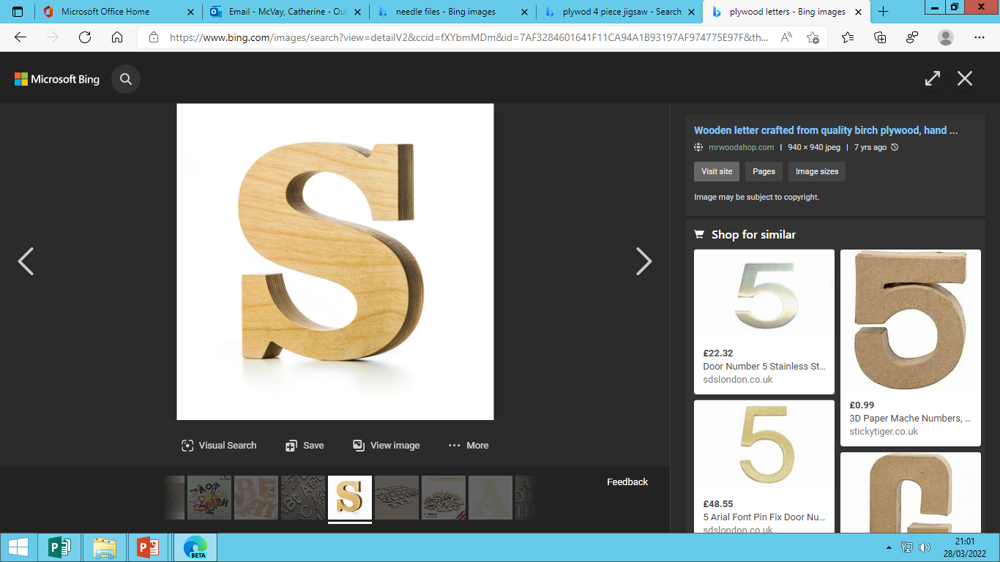 Microsoft Office Home
Email - McVay, Catherine - Out
needle files - Bing images
plywod 4 piece jigsaw - Search
plywood letters - Bing images
https://www.bing.com/images/search?view=detailV2&ccid=fXYbmMDm&id=7AF3284601641F11CA94A1B93197AF974775E97F&th...
Microsoft Bing
S
Wooden letter crafted from quality birch plywood, hand ...
mrwoodshop.com | 940 × 940 jpeg | 7 yrs ago
Visit site Pages Image sizes
Image may be subject to copyright.
Shop for similar
5
£22.32
Door Number 5 Stainless St...
sdslondon.co.uk
5
£0.99
3D Paper Mache Numbers, ...
stickytiger.co.uk
5
£48.55
5 Arial Font Pin Fix Door Nu...
sdslondon.co.uk
G
Visual Search Save View image More
S
A
Feedback
P
P
BETA
21:01
28/03/2022